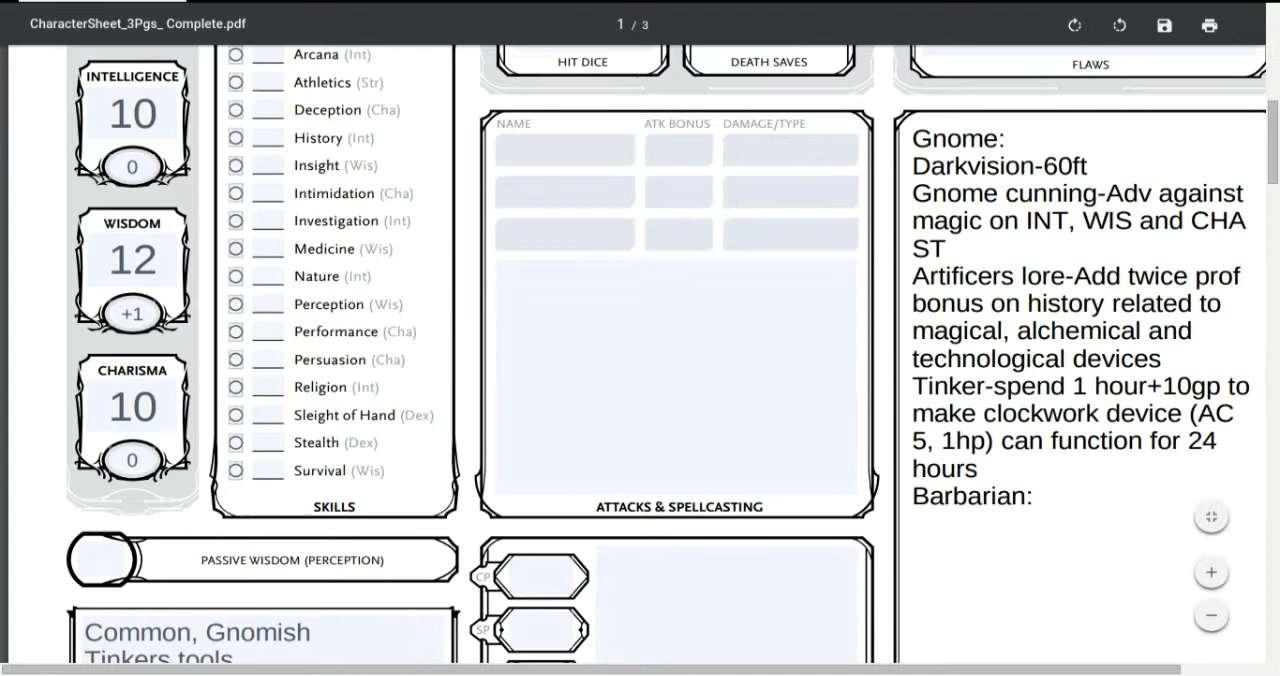 CharacterSheet_3Pgs_ Complete.pdf
1 / 3
INTELLIGENCE
10
0
WISDOM
12
+1
CHARISMA
10
0
Arcana (Int)
Athletics (Str)
Deception (Cha)
History (Int)
Insight (Wis)
Intimidation (Cha)
Investigation (Int)
Medicine (Wis)
Nature (Int)
Perception (Wis)
Performance (Cha)
Persuasion (Cha)
Religion (Int)
Sleight of Hand (Dex)
Stealth (Dex)
Survival (Wis)
SKILLS
PASSIVE WISDOM (PERCEPTION)
Common, Gnomish
Tinkers tools
HIT DICE
DEATH SAVES
NAME ATK BONUS DAMAGE/TYPE
ATTACKS & SPELLCASTING
CP
SP
FLAWS
Gnome:
Darkvision-60ft
Gnome cunning-Adv against
magic on INT, WIS and CHA
ST
Artificers lore-Add twice prof
bonus on history related to
magical, alchemical and
technological devices
Tinker-spend 1 hour+10gp to
make clockwork device (AC
5, 1hp) can function for 24
hours
Barbarian: